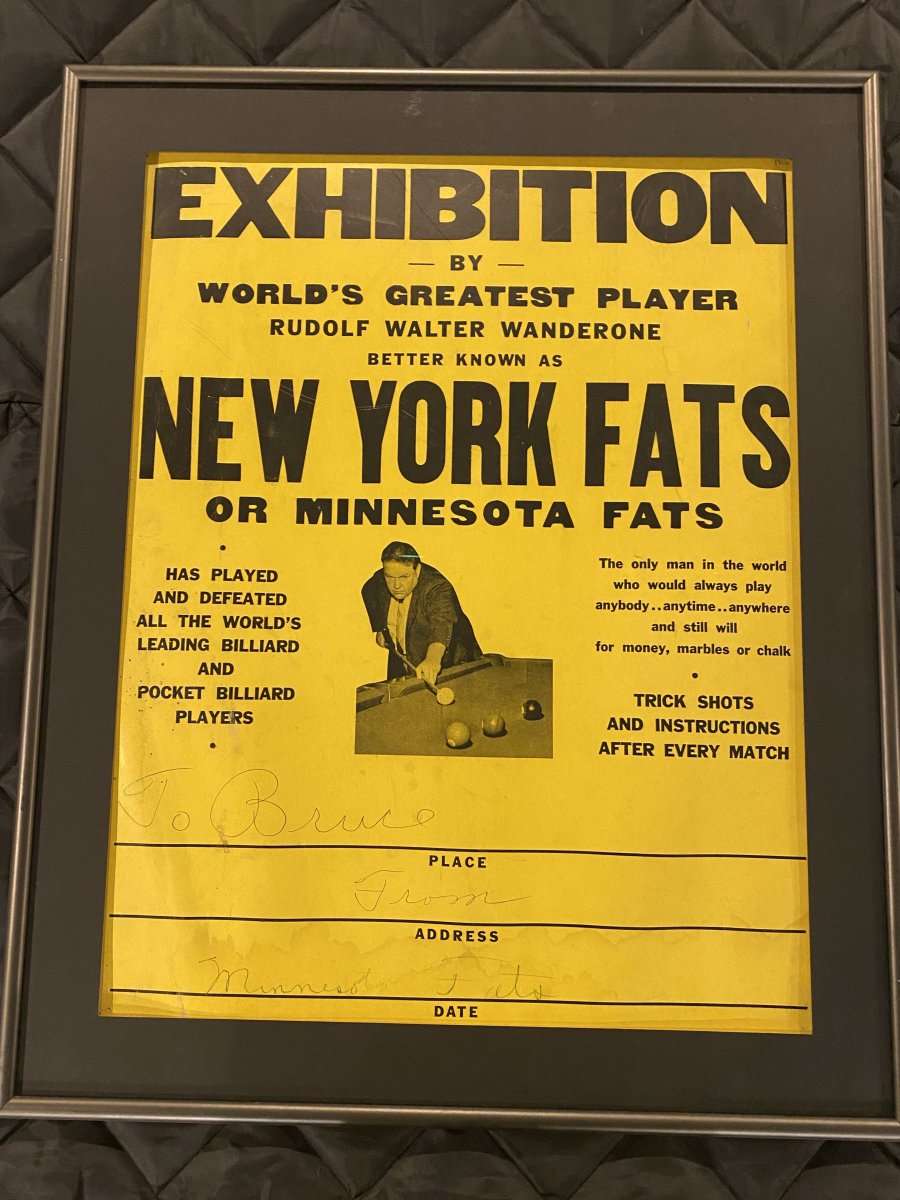 EXHIBITION
— BY —
WORLD'S GREATEST PLAYER
RUDOLF WALTER WANDERONE
BETTER KNOWN AS
NEW YORK FATS
OR MINNESOTA FATS
•
HAS PLAYED
AND DEFEATED
ALL THE WORLD'S
LEADING BILLIARD
AND
POCKET BILLIARD
PLAYERS
•
The only man in the world
who would always play
anybody..anytime..anywhere
and still will
for money, marbles or chalk
•
TRICK SHOTS
AND INSTRUCTIONS
AFTER EVERY MATCH
To Bruce
PLACE
From
ADDRESS
Minnesota Fats
DATE